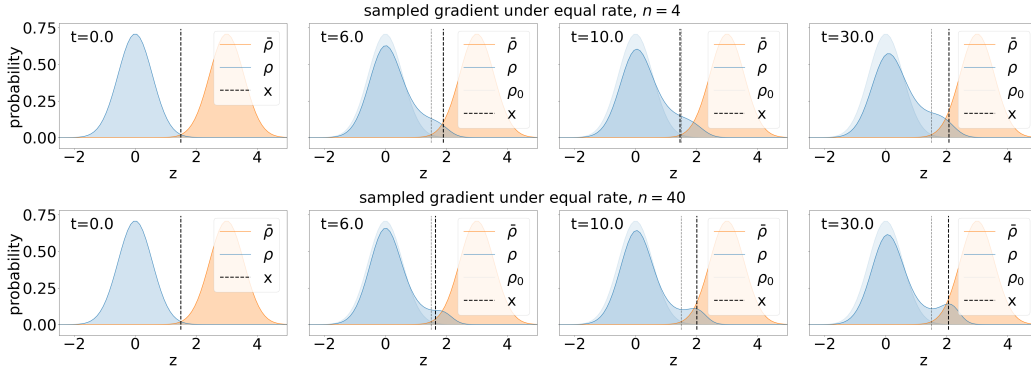 sampled gradient under equal rate, n = 4
0.75
0.50
0.25
0.00
probability
t=0.0
ρ̄
ρ
x
−2 0 2 4
z
t=6.0
ρ̄
ρ
ρ₀
x
−2 0 2 4
z
t=10.0
ρ̄
ρ
ρ₀
x
−2 0 2 4
z
t=30.0
ρ̄
ρ
ρ₀
x
−2 0 2 4
z
sampled gradient under equal rate, n = 40
0.75
0.50
0.25
0.00
probability
t=0.0
ρ̄
ρ
x
−2 0 2 4
z
t=6.0
ρ̄
ρ
ρ₀
x
−2 0 2 4
z
t=10.0
ρ̄
ρ
ρ₀
x
−2 0 2 4
z
t=30.0
ρ̄
ρ
ρ₀
x
−2 0 2 4
z